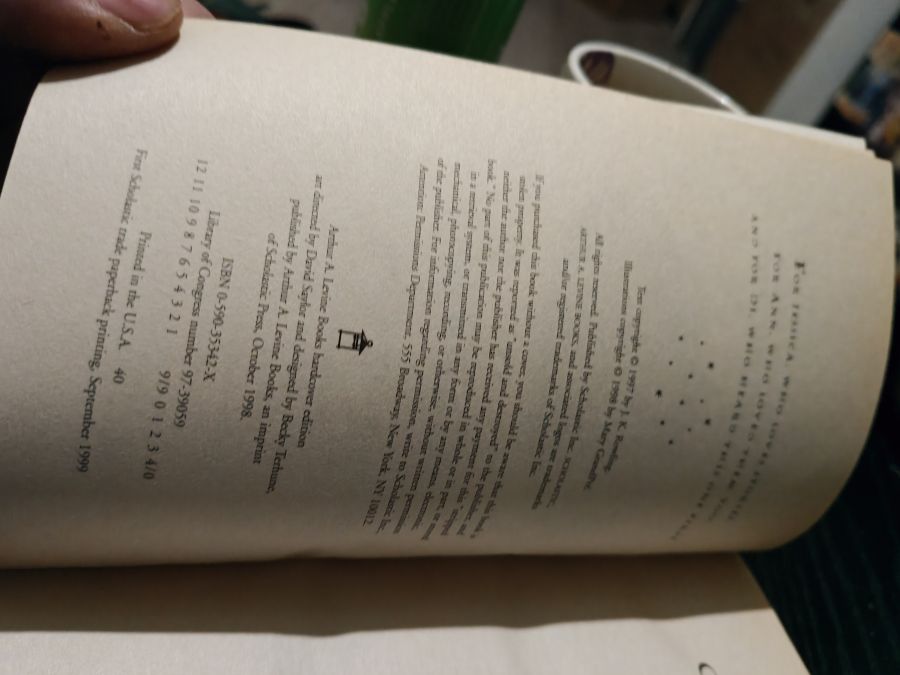 FOR JESSICA, WHO LOVES STORIES,
FOR ANNE, WHO LOVED THEM TOO,
AND FOR DI, WHO HEARD THIS ONE FIRST
Text copyright © 1997 by J. K. Rowling
Illustrations copyright © 1998 by Mary GrandPré
All rights reserved. Published by Scholastic Inc. SCHOLASTIC,
ARTHUR A. LEVINE BOOKS, and associated logos are trademarks
and/or registered trademarks of Scholastic Inc.
If you purchased this book without a cover, you should be aware that this book is
stolen property. It was reported as "unsold and destroyed" to the publisher, and
neither the author nor the publisher has received any payment for this "stripped
book." No part of this publication may be reproduced in whole or in part, or stored
in a retrieval system, or transmitted in any form or by any means, electronic,
mechanical, photocopying, recording, or otherwise, without written permission
of the publisher. For information regarding permission, write to Scholastic Inc.,
Attention: Permissions Department, 555 Broadway, New York, NY 10012.
Arthur A. Levine Books hardcover edition
art directed by David Saylor and designed by Becky Terhune,
published by Arthur A. Levine Books, an imprint
of Scholastic Press, October 1998.
ISBN 0-590-35342-X
Library of Congress number 97-39059
12 11 10 9 8 7 6 5 4 3 2 1 9/9 0 1 2 3 4/0
Printed in the U.S.A. 40
First Scholastic trade paperback printing, September 1999